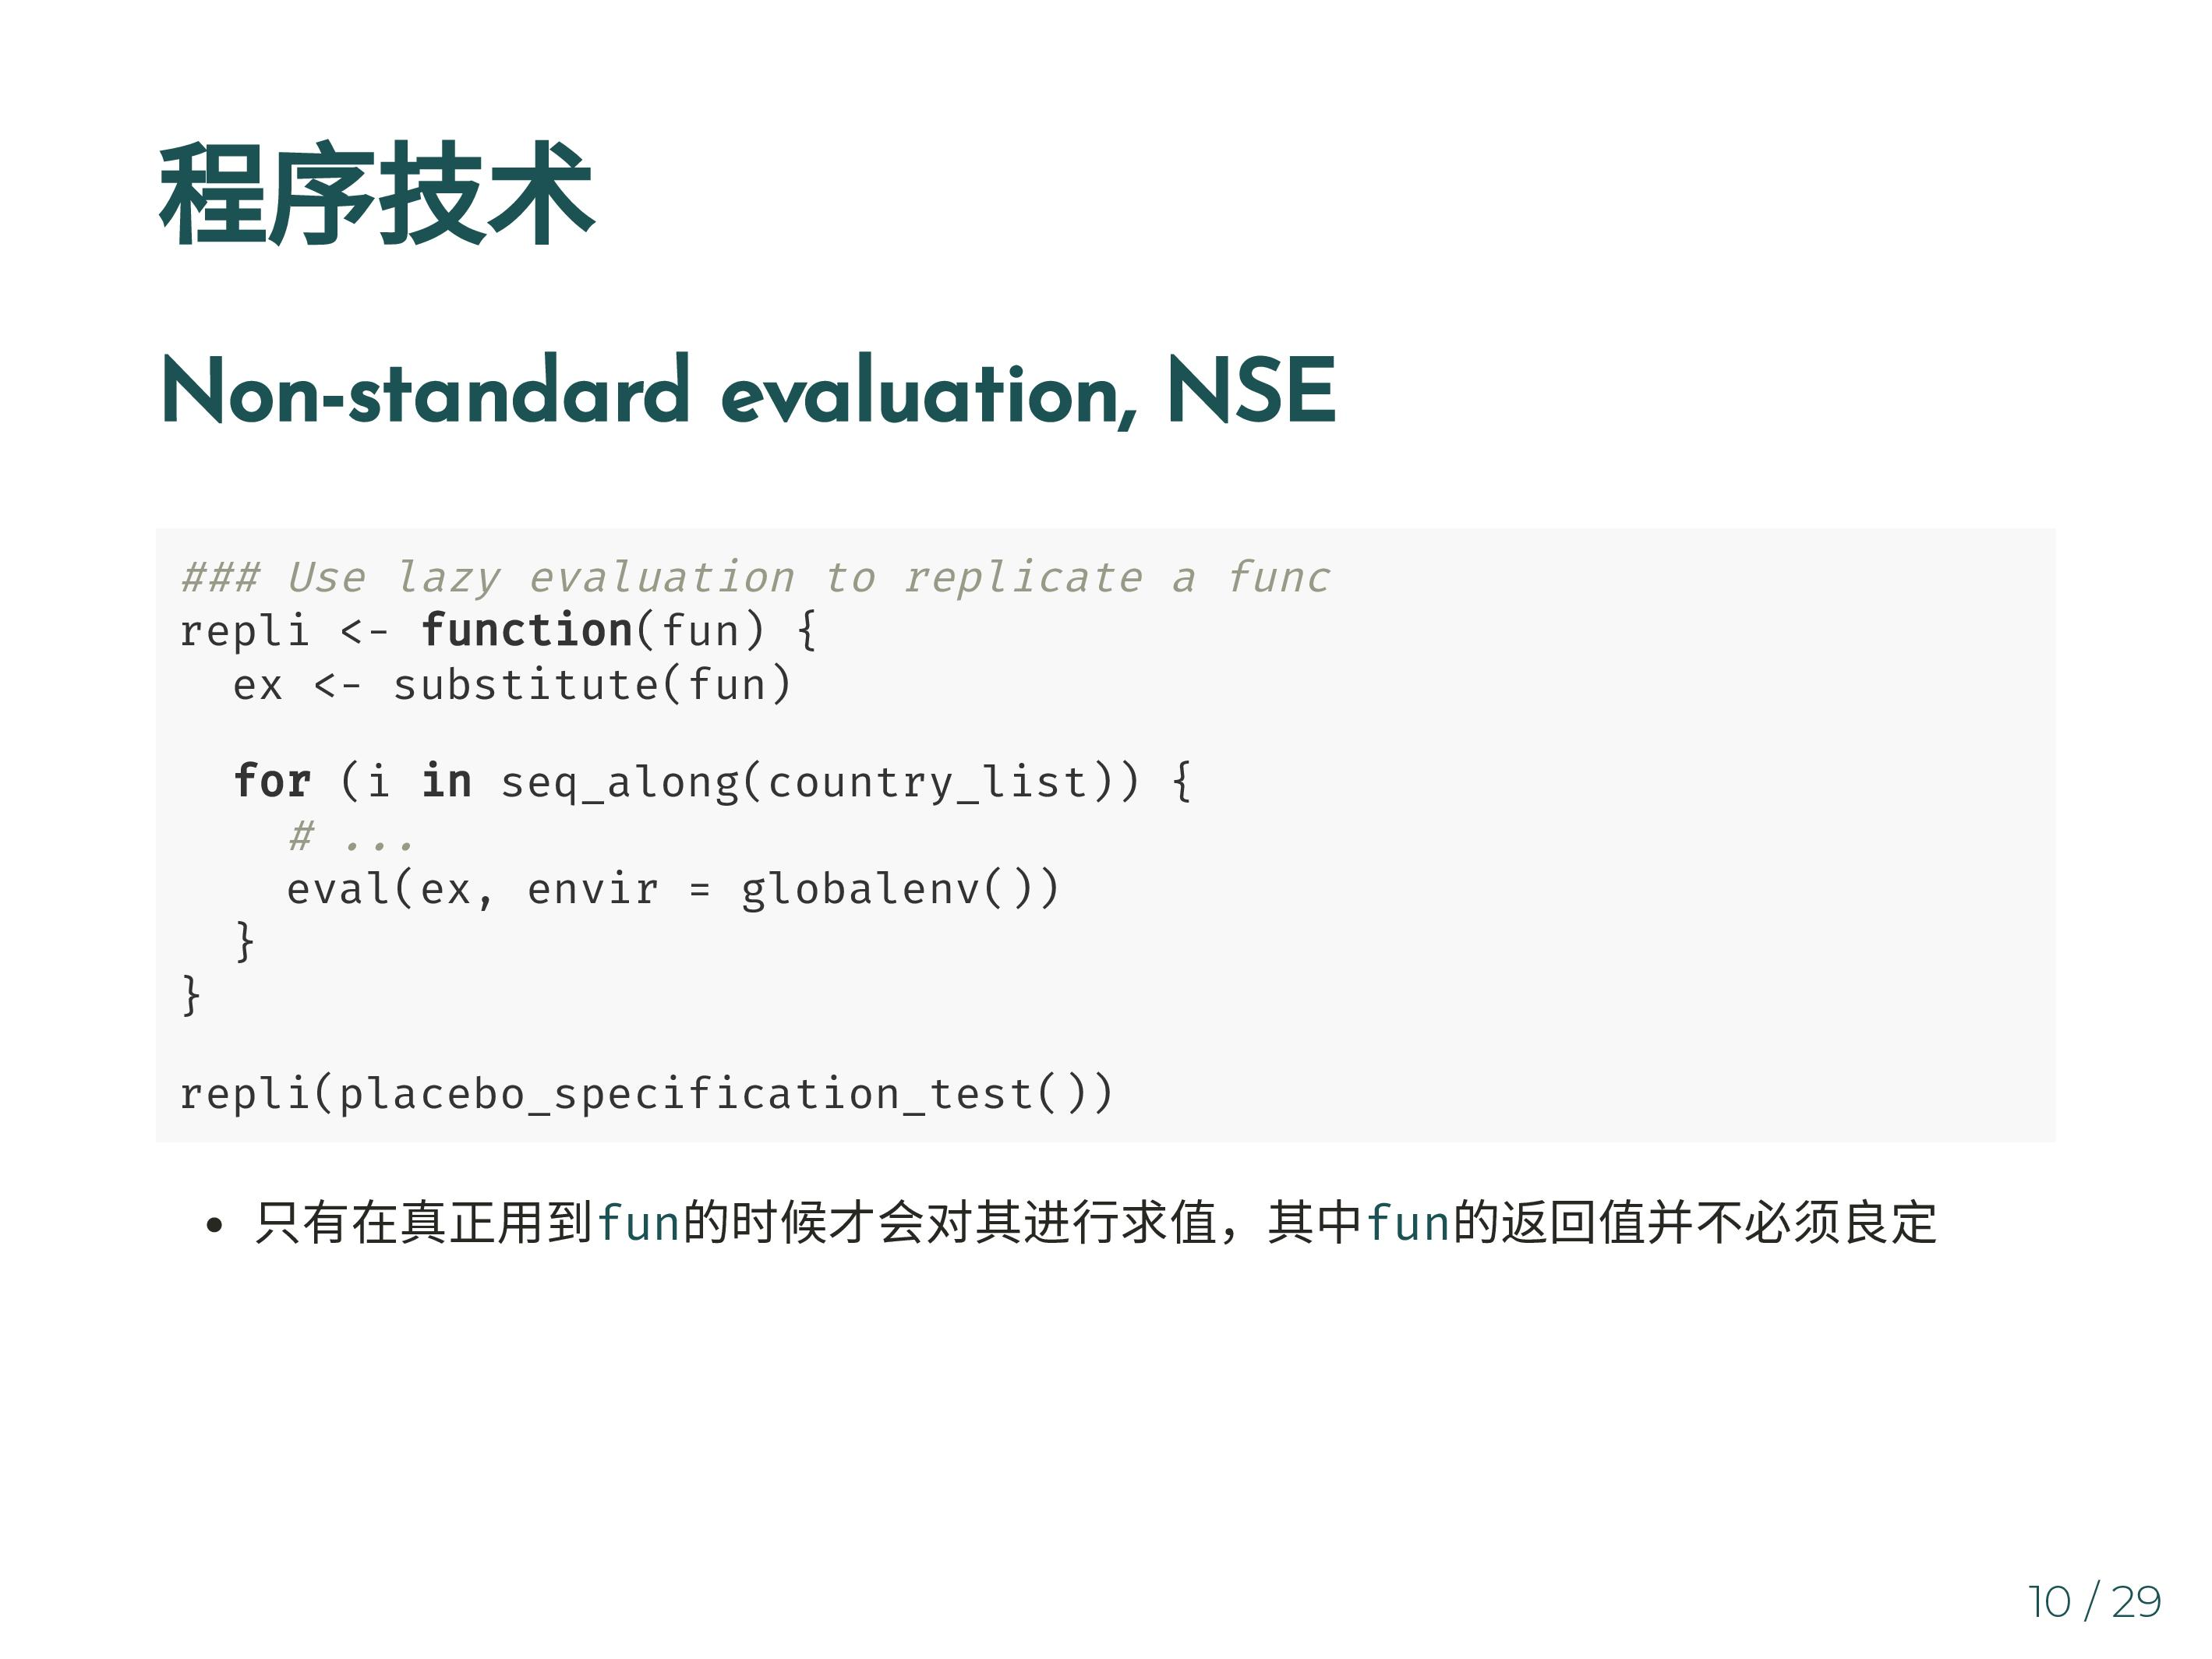 程序技术
Non-standard evaluation, NSE
### Use lazy evaluation to replicate a func
repli <- function(fun) {
  ex <- substitute(fun)

  for (i in seq_along(country_list)) {
    # ...
    eval(ex, envir = globalenv())
  }
}

repli(placebo_specification_test())
• 只有在真正用到fun的时候才会对其进行求值，其中fun的返回值并不必须良定
10 / 29